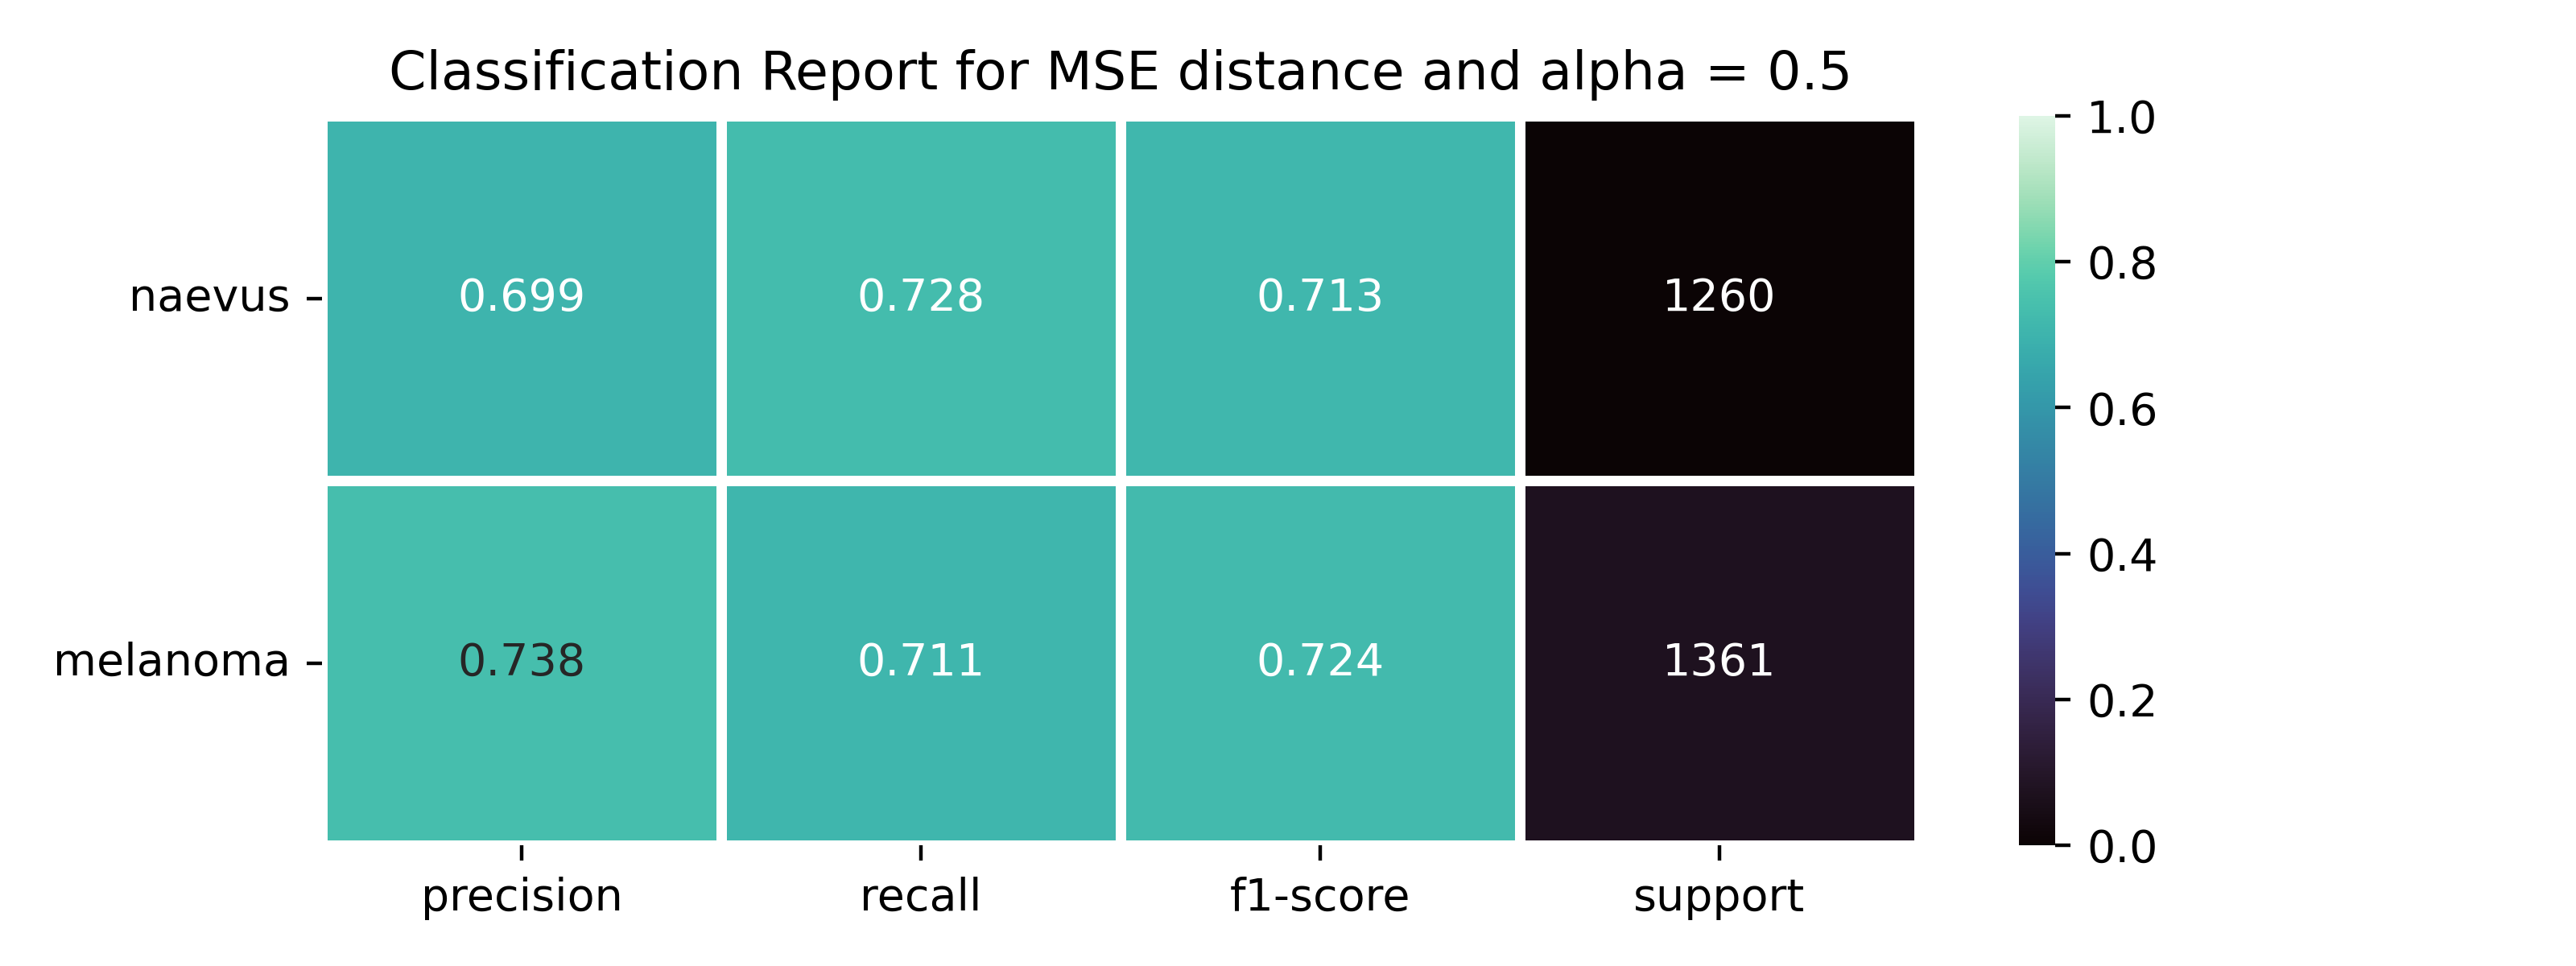 Classification Report for MSE distance and alpha = 0.5
naevus 0.699 0.728 0.713 1260
melanoma 0.738 0.711 0.724 1361
precision recall f1-score support
1.0
0.8
0.6
0.4
0.2
0.0